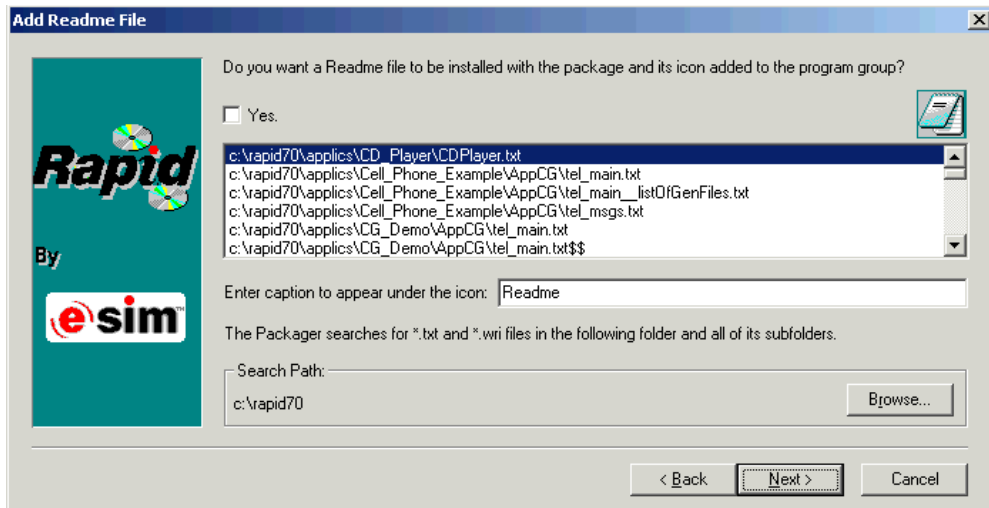 Add Readme File
Do you want a Readme file to be installed with the package and its icon added to the program group?
Yes.
c:\rapid70\applics\CD_Player\CDPlayer.txt
c:\rapid70\applics\Cell_Phone_Example\AppCG\tel_main.txt
c:\rapid70\applics\Cell_Phone_Example\AppCG\tel_main__listOfGenFiles.txt
c:\rapid70\applics\Cell_Phone_Example\AppCG\tel_msgs.txt
c:\rapid70\applics\CG_Demo\AppCG\tel_main.txt
c:\rapid70\applics\CG_Demo\AppCG\tel_main.txt$$
Rapid
By
e sim™
Enter caption to appear under the icon: Readme
The Packager searches for *.txt and *.wri files in the following folder and all of its subfolders.
Search Path:
c:\rapid70
Browse...
< Back Next > Cancel